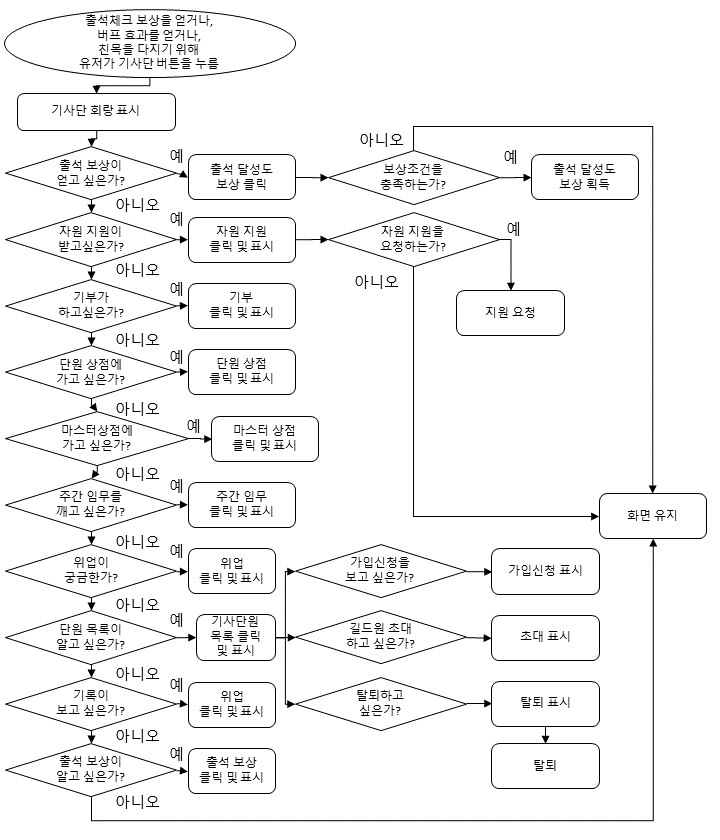 출석체크 보상을 얻거나,
버프 효과를 얻거나,
친목을 다지기 위해
유저가 기사단 버튼을 누름
기사단 회랑 표시
출석 보상이
얻고 싶은가?
예
출석 달성도
보상 클릭
보상조건을
충족하는가?
아니오
예
출석 달성도
보상 획득
아니오
자원 지원이
받고싶은가?
예
자원 지원
클릭 및 표시
자원 지원을
요청하는가?
예
아니오
지원 요청
아니오
기부가
하고싶은가?
예
기부
클릭 및 표시
아니오
단원 상점에
가고 싶은가?
예
단원 상점
클릭 및 표시
아니오
마스터상점에
가고 싶은가?
예
마스터 상점
클릭 및 표시
아니오
주간 임무를
깨고 싶은가?
예
주간 임무
클릭 및 표시
화면 유지
아니오
위업이
궁금한가?
예
위업
클릭 및 표시
가입신청을
보고 싶은가?
가입신청 표시
아니오
단원 목록이
알고 싶은가?
예
기사단원
목록 클릭
및 표시
길드원 초대
하고 싶은가?
초대 표시
아니오
기록이
보고 싶은가?
예
위업
클릭 및 표시
탈퇴하고
싶은가?
탈퇴 표시
아니오
출석 보상이
알고 싶은가?
예
출석 보상
클릭 및 표시
탈퇴
아니오